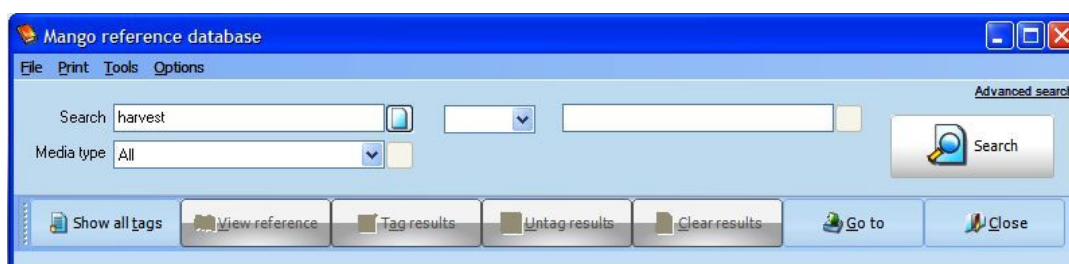 Mango reference database
File Print Tools Options
Advanced search
Search harvest
Search
Media type All
Show all tags View reference Tag results Untag results Clear results Go to Close